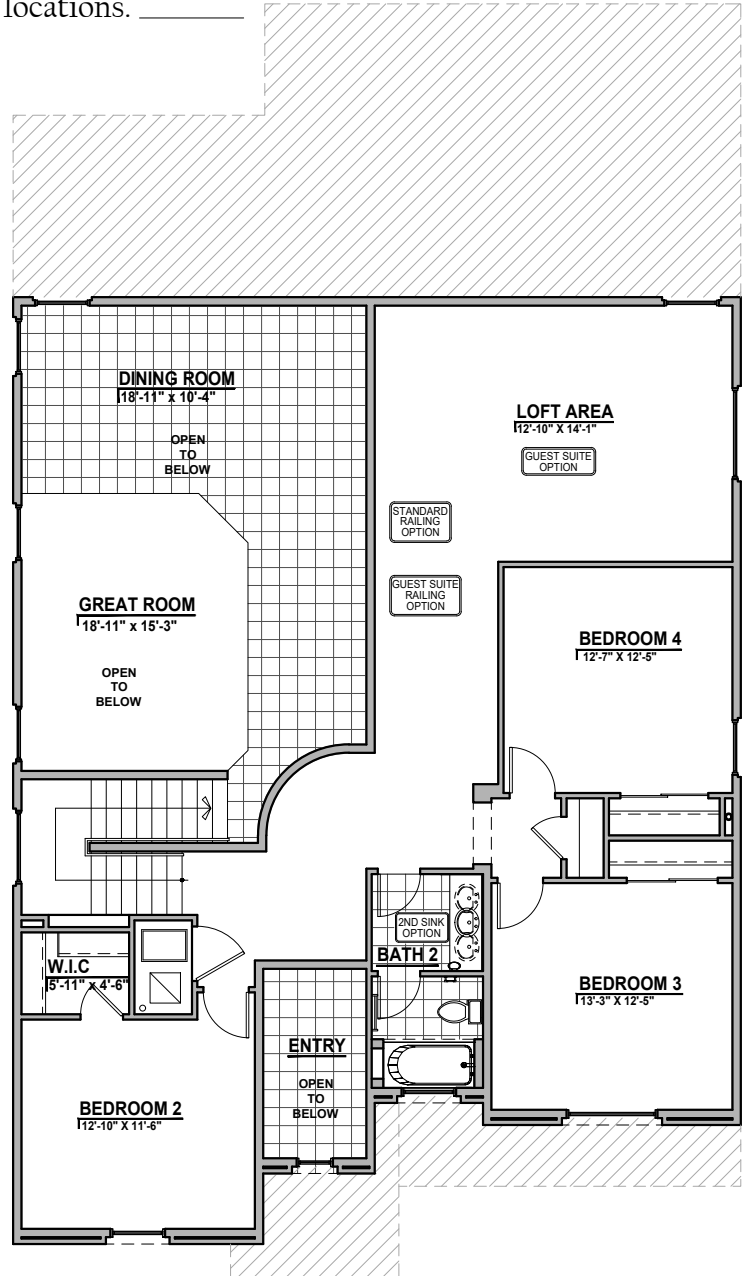 locations. ________
DINING ROOM
18'-11" x 10'-4"
OPEN
TO
BELOW
LOFT AREA
12'-10" X 14'-1"
GUEST SUITE
OPTION
STANDARD
RAILING
OPTION
GUEST SUITE
RAILING
OPTION
GREAT ROOM
18'-11" x 15'-3"
OPEN
TO
BELOW
BEDROOM 4
12'-7" X 12'-5"
2ND SINK
OPTION
BATH 2
W.I.C
5'-11" x 4'-6"
BEDROOM 3
13'-3" X 12'-5"
ENTRY
OPEN
TO
BELOW
BEDROOM 2
12'-10" X 11'-6"